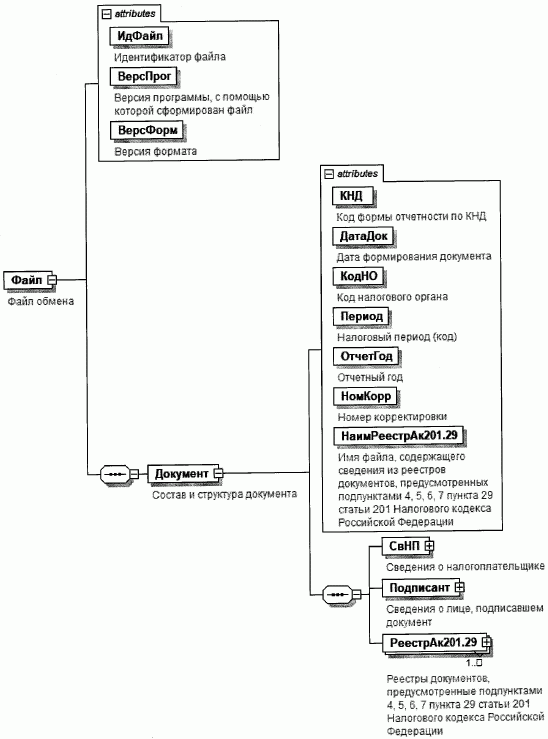 attributes
ИдФайл
Идентификатор файла
ВерсПрог
Версия программы, с помощью
которой сформирован файл
ВерсФорм
Версия формата
Файл
Файл обмена
attributes
КНД
Код формы отчетности по КНД
ДатаДок
Дата формирования документа
КодНО
Код налогового органа
Период
Налоговый период (код)
ОтчетГод
Отчетный год
НомКорр
Номер корректировки
НаимРеестрАк201.29
Имя файла, содержащего
сведения из реестров
документов, предусмотренных
подпунктами 4, 5, 6, 7 пункта 29
статьи 201 Налогового кодекса
Российской Федерации
Документ
Состав и структура документа
СвНП
Сведения о налогоплательщике
Подписант
Сведения о лице, подписавшем
документ
РеестрАк201.29
1..□
Реестры документов,
предусмотренные подпунктами
4, 5, 6, 7 пункта 29 статьи 201
Налогового кодекса Российской
Федерации